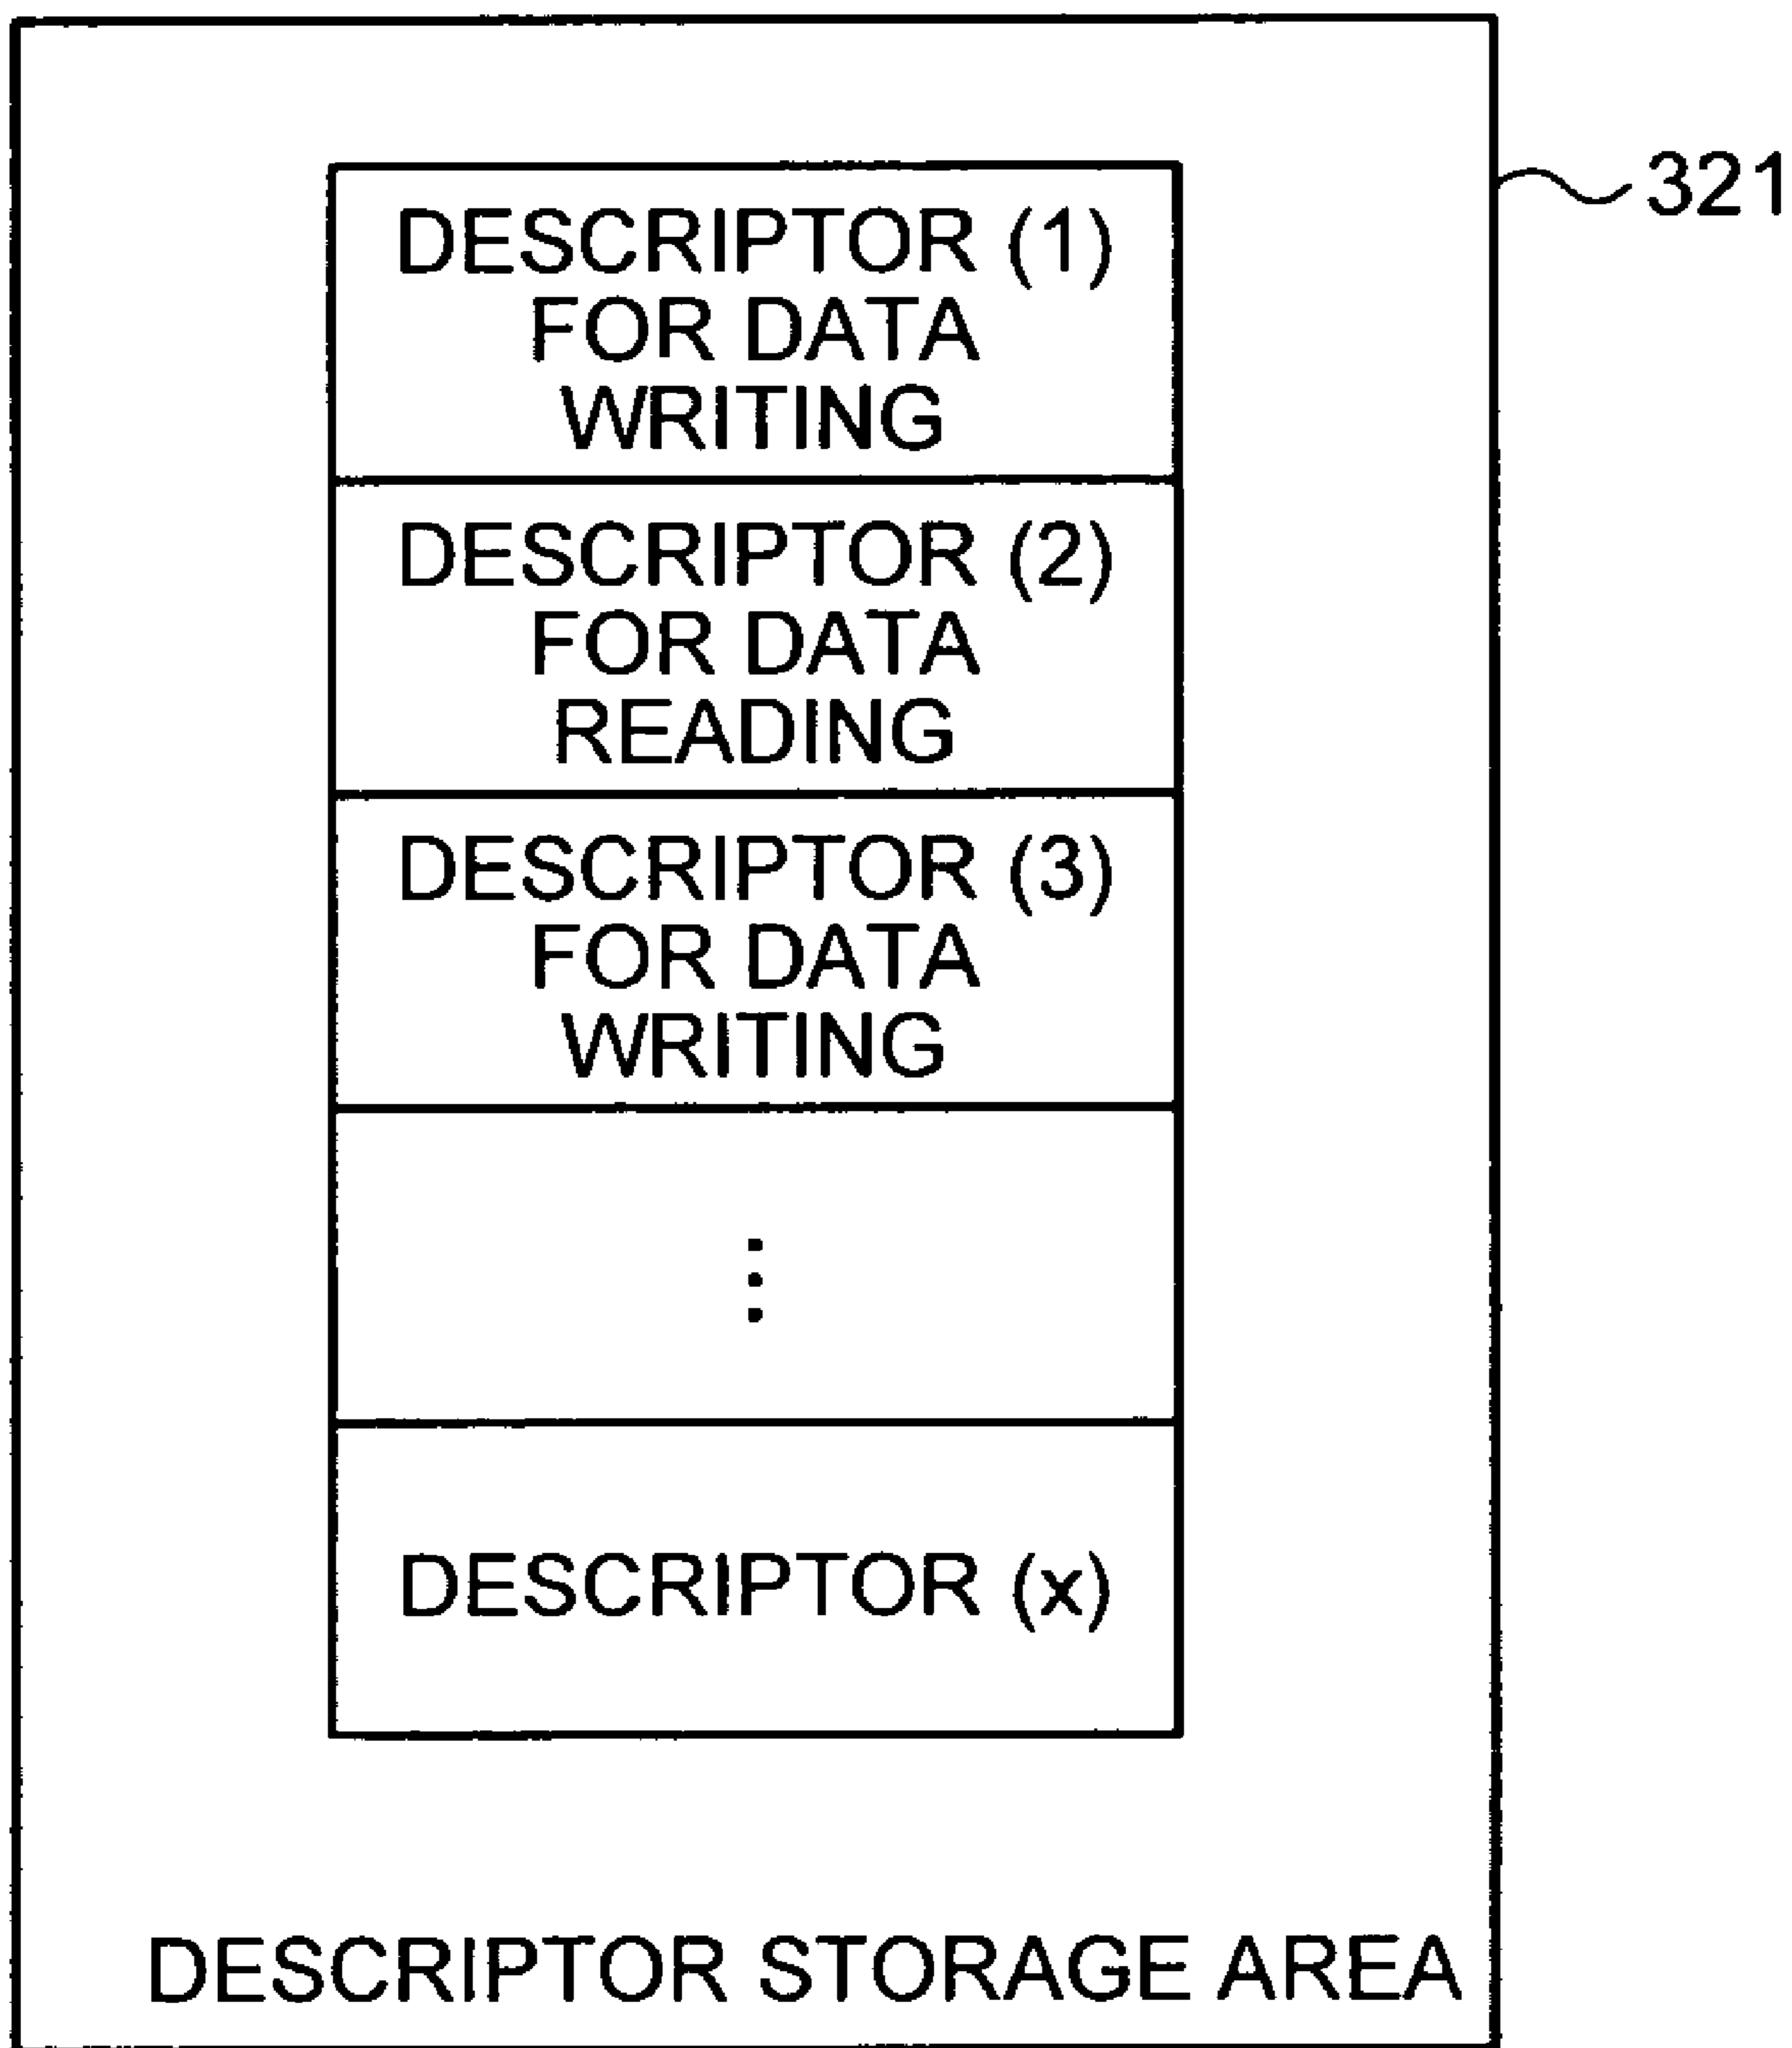 321
DESCRIPTOR (1)
FOR DATA
WRITING
DESCRIPTOR (2)
FOR DATA
READING
DESCRIPTOR (3)
FOR DATA
WRITING
⋮
DESCRIPTOR (x)
DESCRIPTOR STORAGE AREA